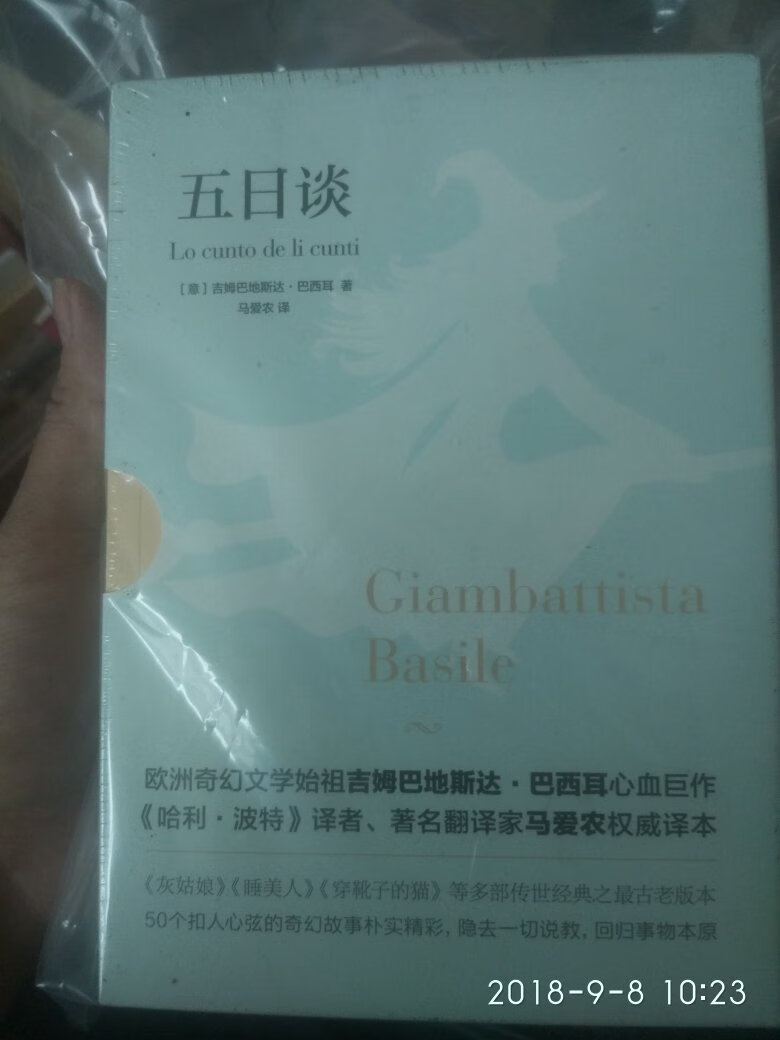 五日谈
Lo cunto de li cunti
[意]吉姆巴地斯达·巴西耳 著
马爱农 译
Giambattista
Basile
欧洲奇幻文学始祖吉姆巴地斯达·巴西耳心血巨作
《哈利·波特》译者、著名翻译家马爱农权威译本
《灰姑娘》《睡美人》《穿靴子的猫》等多部传世经典之最古老版本
50个扣人心弦的奇幻故事朴实精彩,隐去一切说教,回归事物本原
2018-9-8 10:23